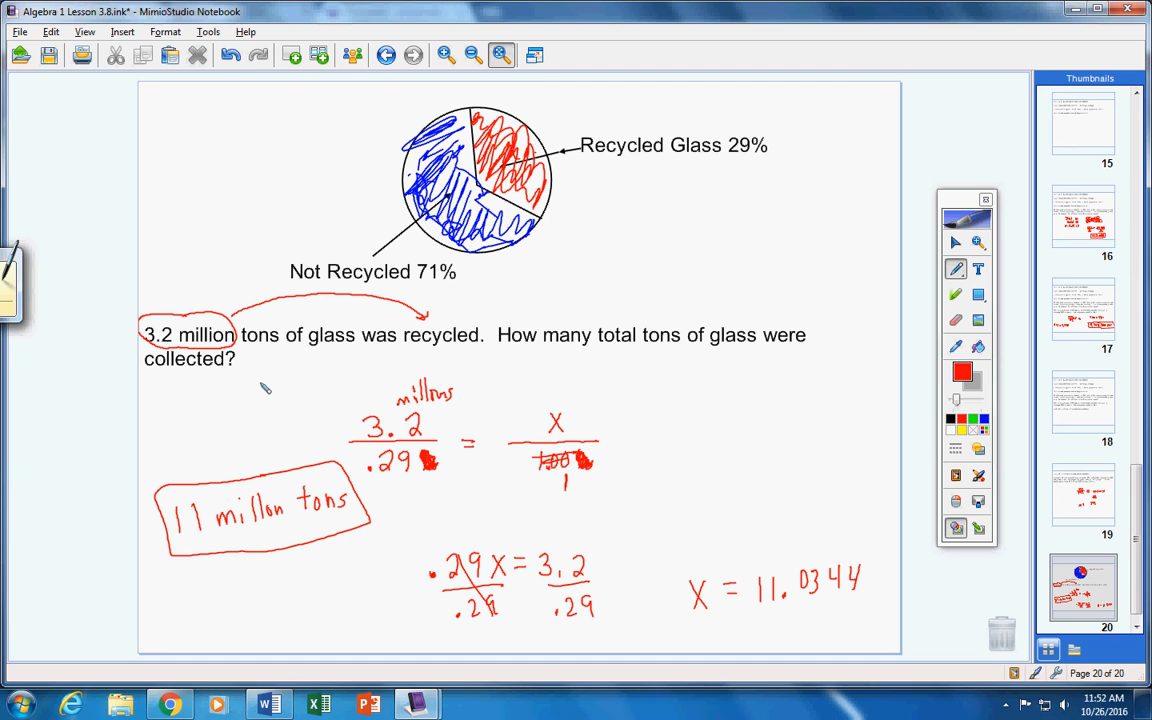 Algebra 1 Lesson 3.8.ink* - MimioStudio Notebook
File Edit View Insert Format Tools Help
Thumbnails
Recycled Glass 29%
Not Recycled 71%
3.2 million tons of glass was recycled. How many total tons of glass were
collected?
millions
3.2 = X
.29 1.00
1
11 millon tons
.29X = 3.2
.29 .29
X = 11.0344
15
16
17
18
19
20
T
Page 20 of 20
11:52 AM
10/26/2016